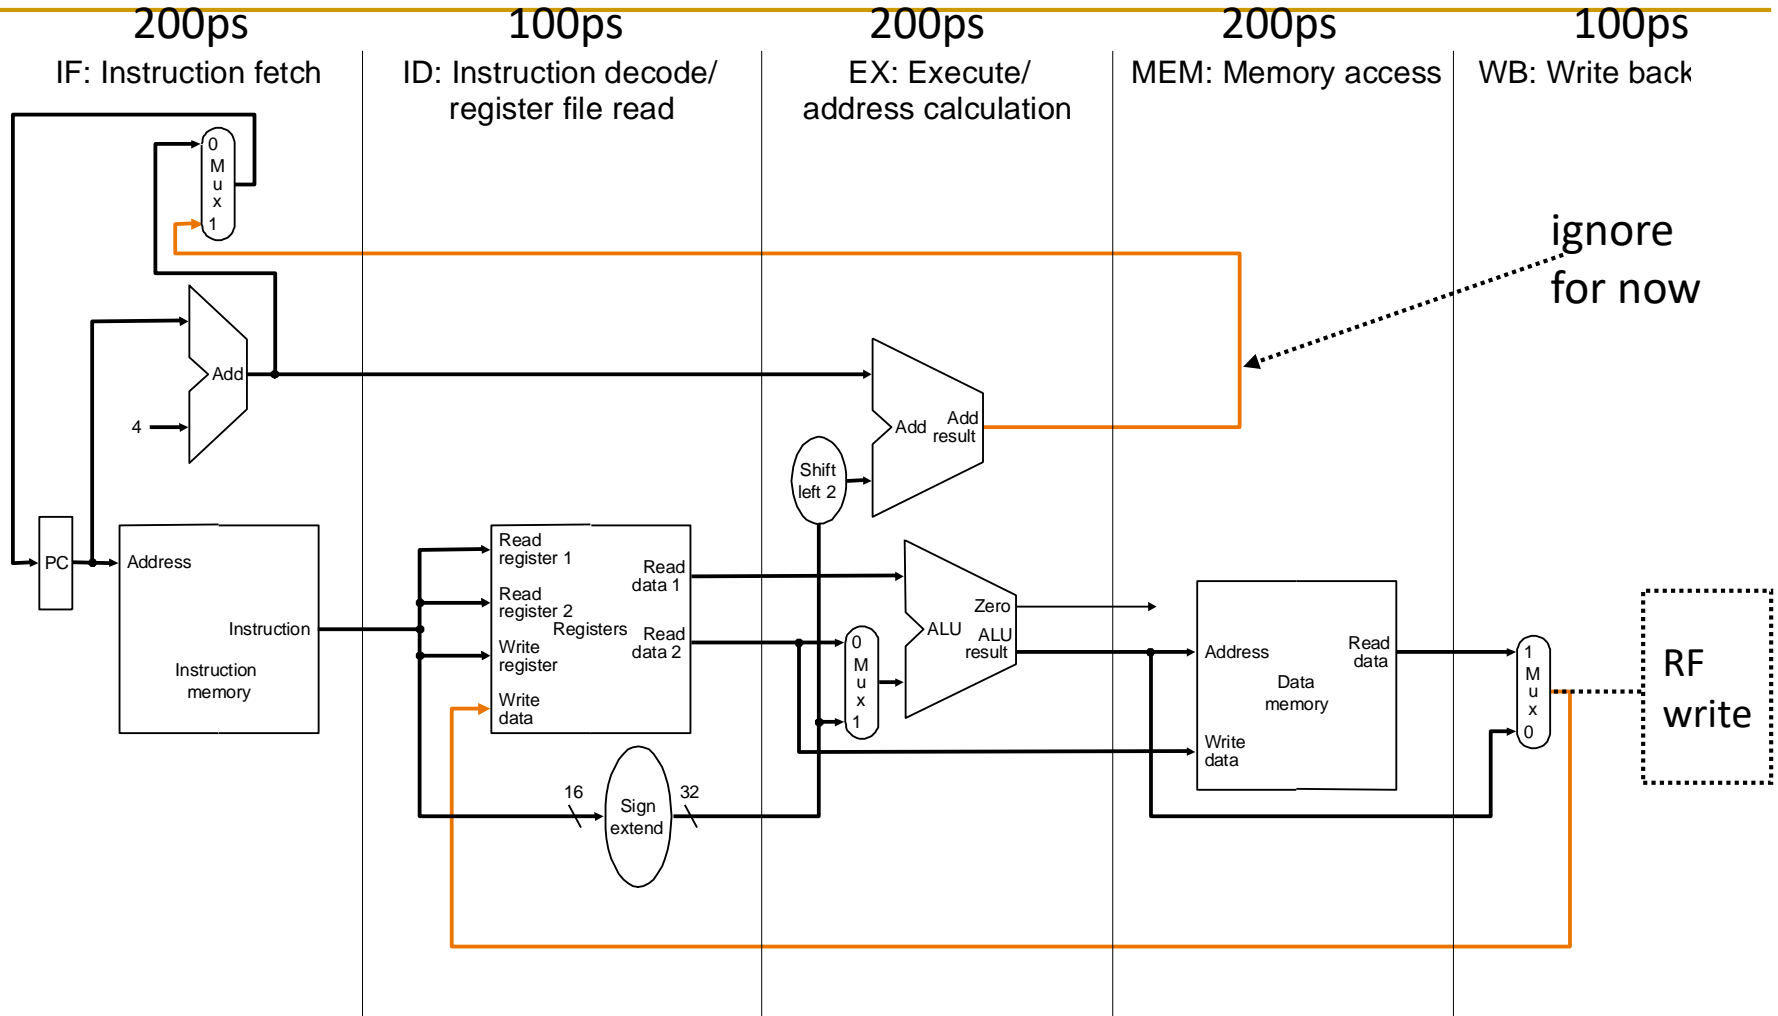 200ps
100ps
200ps
200ps
100ps
IF: Instruction fetch
ID: Instruction decode/
register file read
EX: Execute/
address calculation
MEM: Memory access
WB: Write back
0
M
u
x
1
ignore
for now
Add
4
Add
Add
result
Shift
left 2
PC
Address
Instruction
Instruction
memory
Read
register 1
Read
register 2
Write
register
Write
data
Registers
Read
data 1
Read
data 2
0
M
u
x
1
Zero
ALU
ALU
result
Address
Read
data
Data
memory
Write
data
1
M
u
x
0
RF
write
16
Sign
extend
32